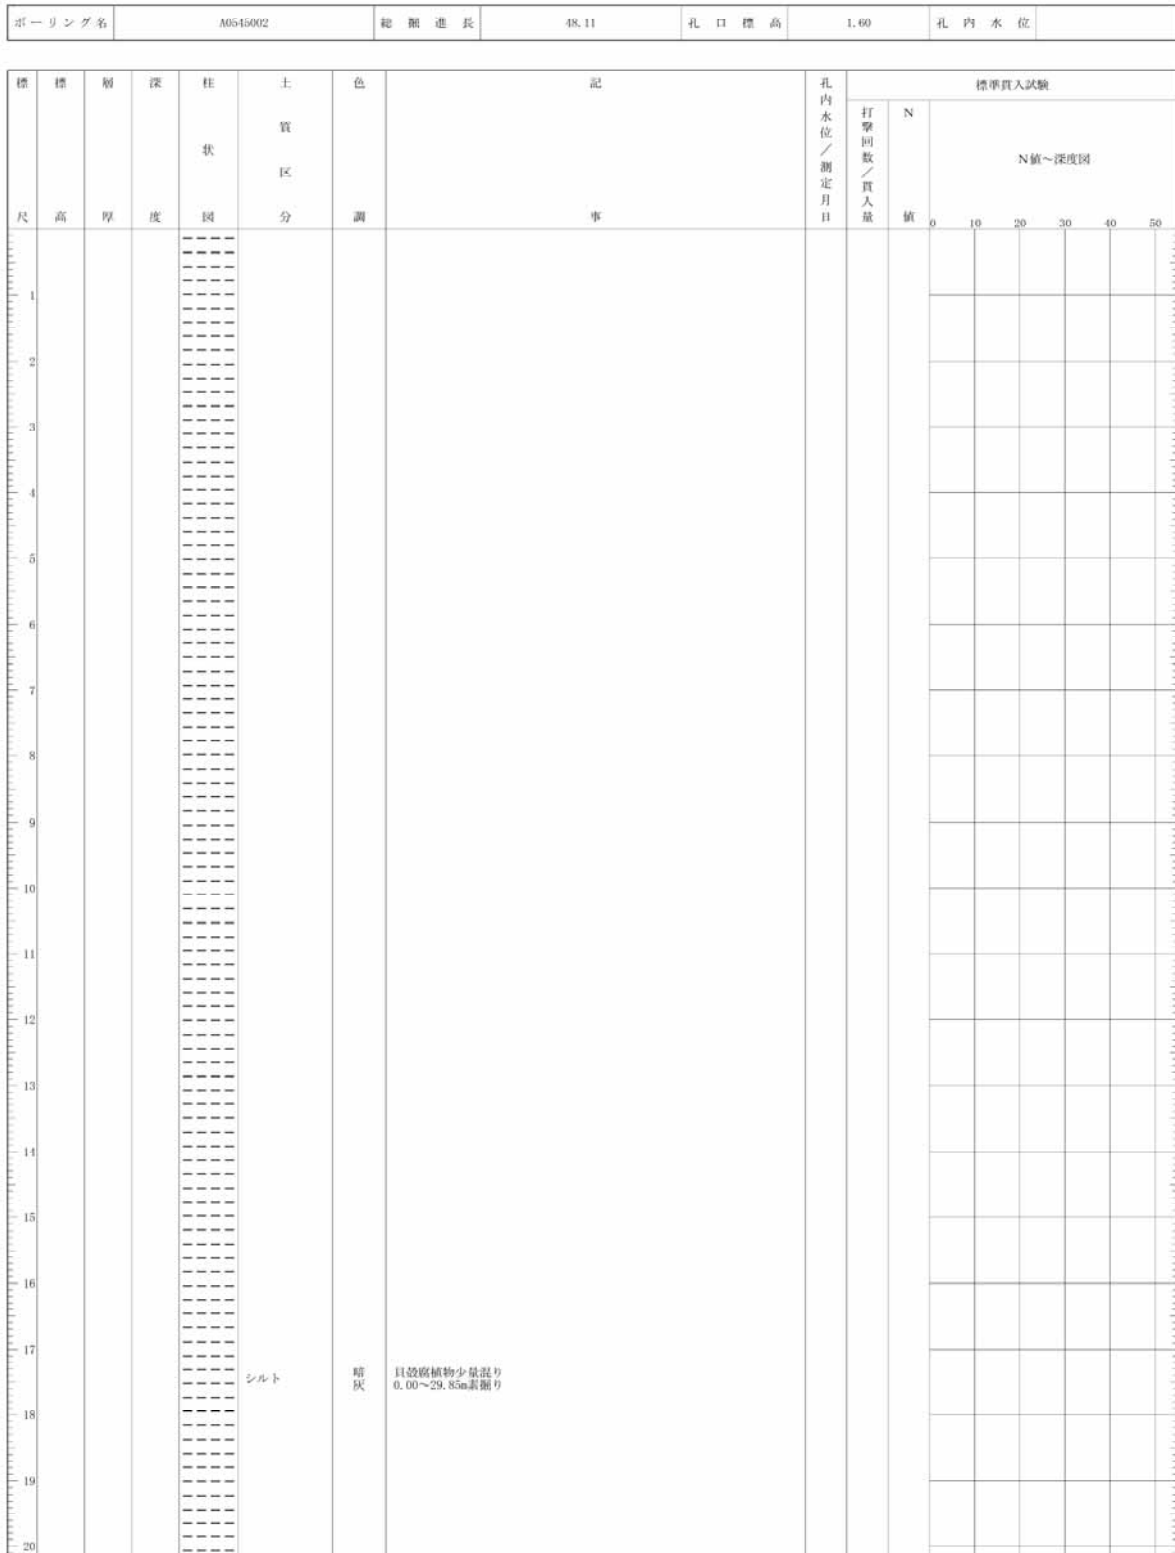 ボーリング名 A0545002 総掘進長 48.11 孔口標高 1.60 孔内水位
標尺
標高
層厚
深度
柱状図
土質区分
色調
記事
孔内水位／測定月日
標準貫入試験
打撃回数／貫入量
N値
N値～深度図
0 10 20 30 40 50
1
2
3
4
5
6
7
8
9
10
11
12
13
14
15
16
17
シルト
暗灰
貝殻腐植物少量混り
0.00～29.85m素掘り
18
19
20